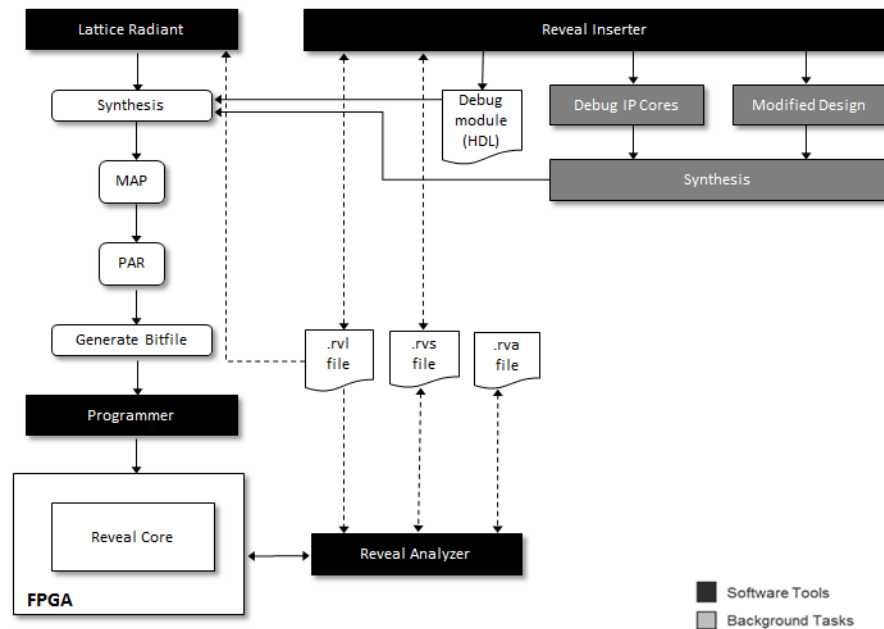 Lattice Radiant
Reveal Inserter
Synthesis
Debug
module
(HDL)
Debug IP Cores
Modified Design
MAP
Synthesis
PAR
Generate Bitfile
.rvl
file
.rvs
file
.rva
file
Programmer
Reveal Core
Reveal Analyzer
FPGA
Software Tools
Background Tasks